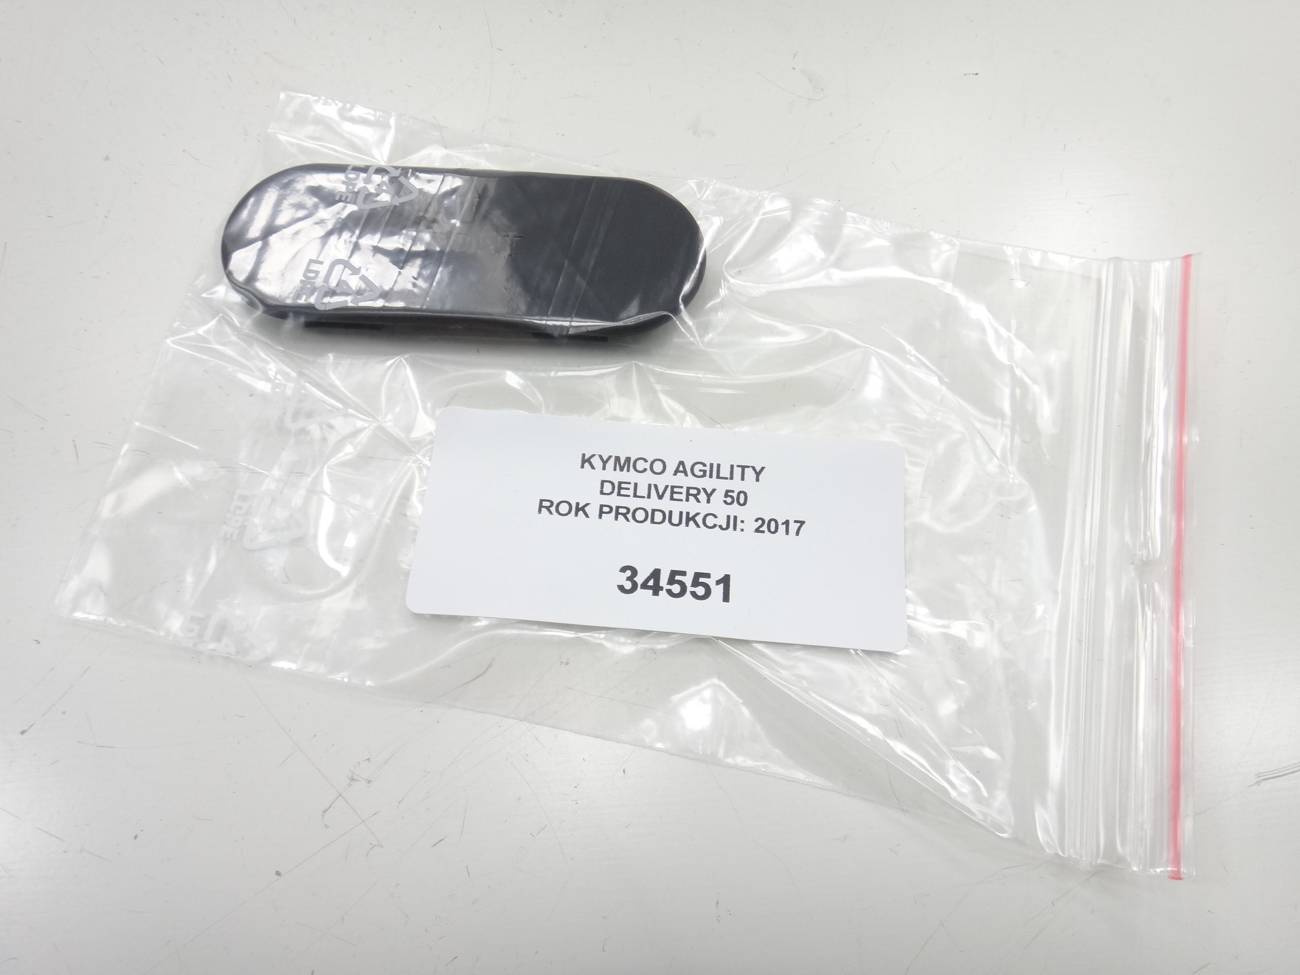 KYMCO AGILITY
DELIVERY 50
ROK PRODUKCJI: 2017
34551